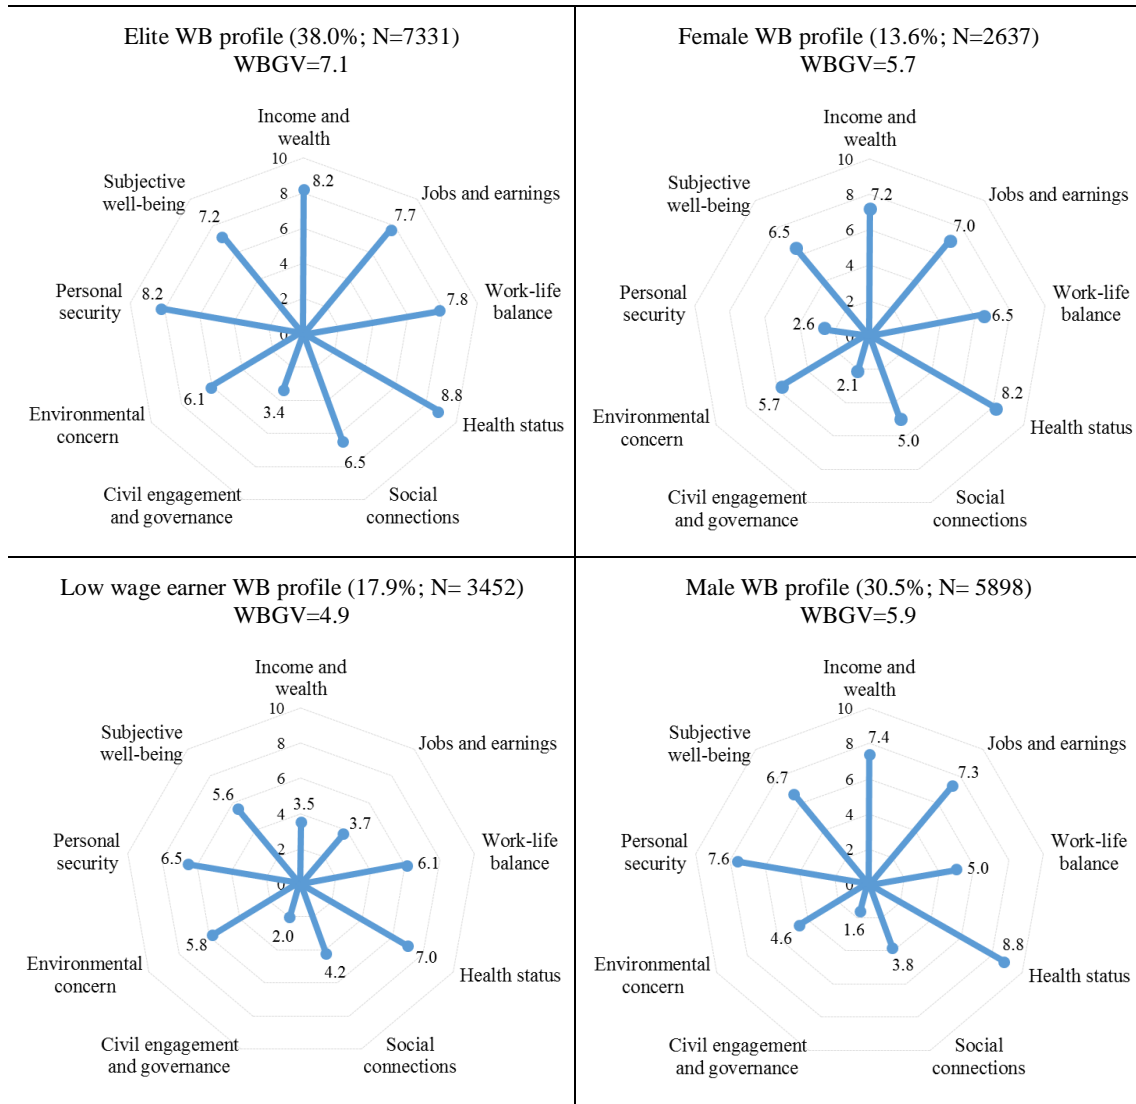 Elite WB profile (38.0%; N=7331)
WBGV=7.1
Income and
wealth
10
8.2
8
6
4
2
0
Jobs and earnings
7.7
Work-life
balance
7.8
Health status
8.8
Social
connections
6.5
Civil engagement
and governance
3.4
Environmental
concern
6.1
Personal
security
8.2
Subjective
well-being
7.2
Female WB profile (13.6%; N=2637)
WBGV=5.7
Income and
wealth
10
7.2
8
6
4
2
0
Jobs and earnings
7.0
Work-life
balance
6.5
Health status
8.2
Social
connections
5.0
Civil engagement
and governance
2.1
Environmental
concern
5.7
Personal
security
2.6
Subjective
well-being
6.5
Low wage earner WB profile (17.9%; N= 3452)
WBGV=4.9
Income and
wealth
10
8
6
4
3.5
2
0
Jobs and earnings
3.7
Work-life
balance
6.1
Health status
7.0
Social
connections
4.2
Civil engagement
and governance
2.0
Environmental
concern
5.8
Personal
security
6.5
Subjective
well-being
5.6
Male WB profile (30.5%; N= 5898)
WBGV=5.9
Income and
wealth
10
7.4
8
6
4
2
0
Jobs and earnings
7.3
Work-life
balance
5.0
Health status
8.8
Social
connections
3.8
Civil engagement
and governance
1.6
Environmental
concern
4.6
Personal
security
7.6
Subjective
well-being
6.7